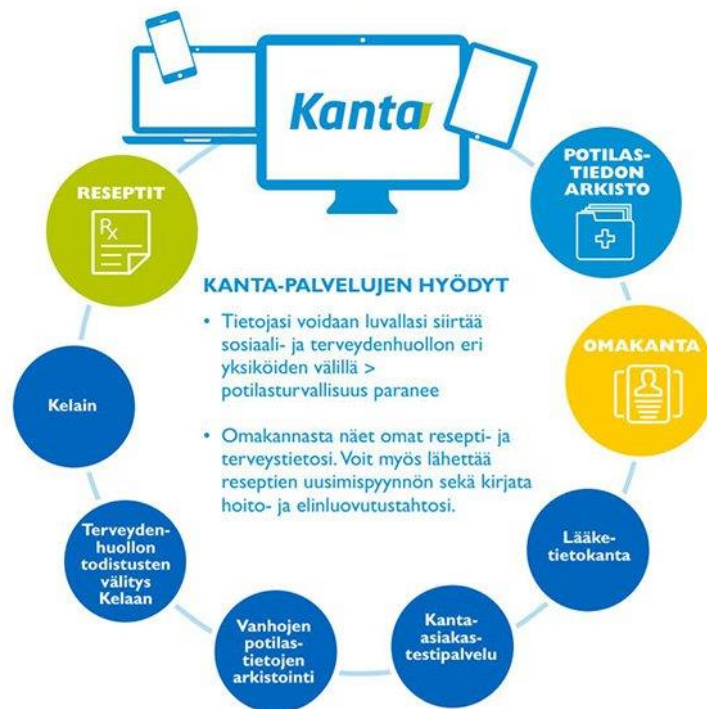 Kanta
RESEPTIT
Rx
POTILAS-
TIEDON
ARKISTO
KANTA-PALVELUJEN HYÖDYT
• Tietojasi voidaan luvallasi siirtää
sosiaali- ja terveydenhuollon eri
yksiköiden välillä >
potilasturvallisuus paranee
• Omakannasta näet omat resepti- ja
terveystietosi. Voit myös lähettää
reseptien uusimispyynnön sekä kirjata
hoito- ja elinluovutustahtosi.
OMAKANTA
Kelain
Lääke-
tietokanta
Terveyden-
huollon
todistusten
välitys
Kelaan
Vanhojen
potilas-
tietojen
arkistointi
Kanta-
asiakas-
testipalvelu